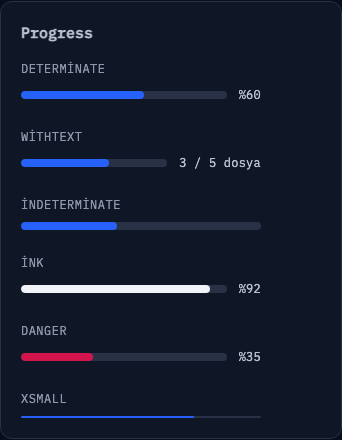 Progress
DETERMİNATE
%60
WİTHTEXT
3 / 5 dosya
İNDETERMİNATE
İNK
%92
DANGER
%35
XSMALL